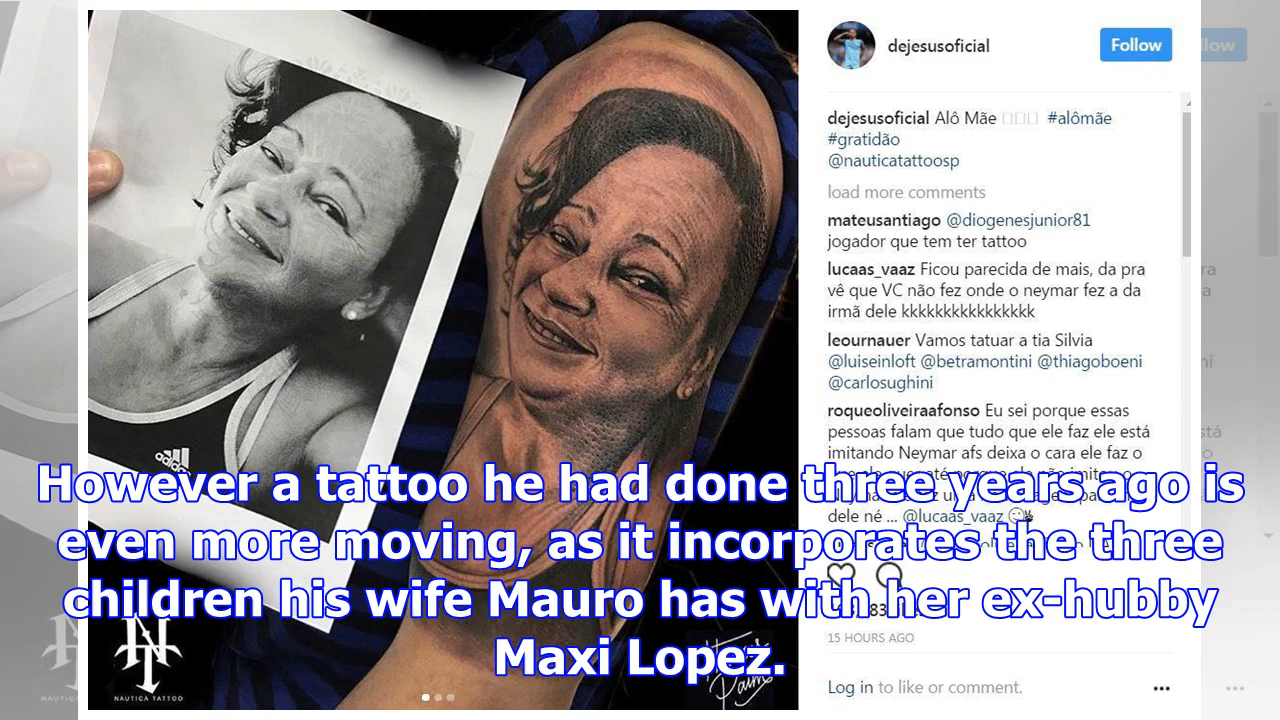 dejesusoficial
Follow
dejesusoficial Alô Mãe #alômãe
#gratidão
@nauticatattoosp
load more comments
mateusantiago @diogenesjunior81
jogador que tem ter tattoo
lucaas_vaaz Ficou parecida de mais, da pra
vê que VC não fez onde o neymar fez a da
irmã dele kkkkkkkkkkkkkkkk
leournauer Vamos tatuar a tia Silvia
@luiseinloft @betramontini @thiagoboeni
@carlosughini
roqueoliveiraafonso Eu sei porque essas
pessoas falam que tudo que ele faz ele está
imitando Neymar afs deixa o cara ele faz o
dele né ... @lucaas_vaaz
15 HOURS AGO
Log in to like or comment.
adidas
However a tattoo he had done three years ago is
even more moving, as it incorporates the three
children his wife Mauro has with her ex-hubby
Maxi Lopez.
NAUTICA TATTOO